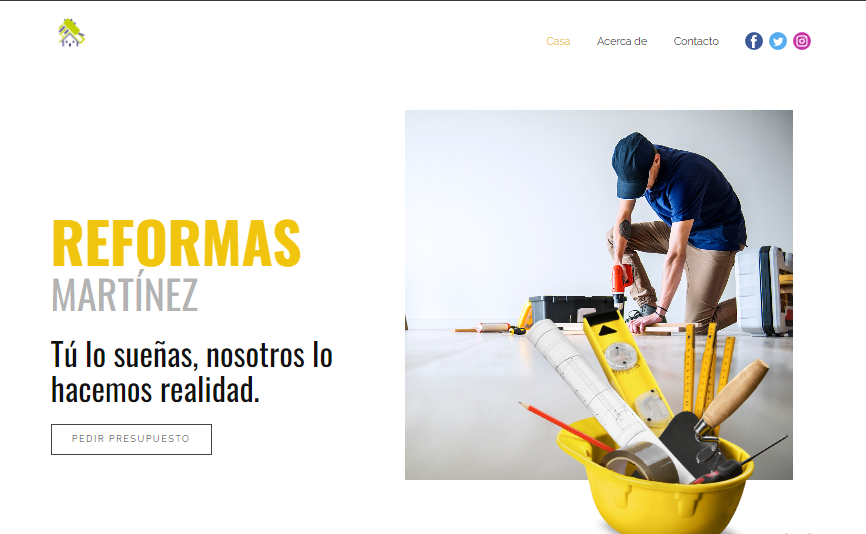 Casa Acerca de Contacto
REFORMAS
MARTÍNEZ
Tú lo sueñas, nosotros lo
hacemos realidad.
PEDIR PRESUPUESTO